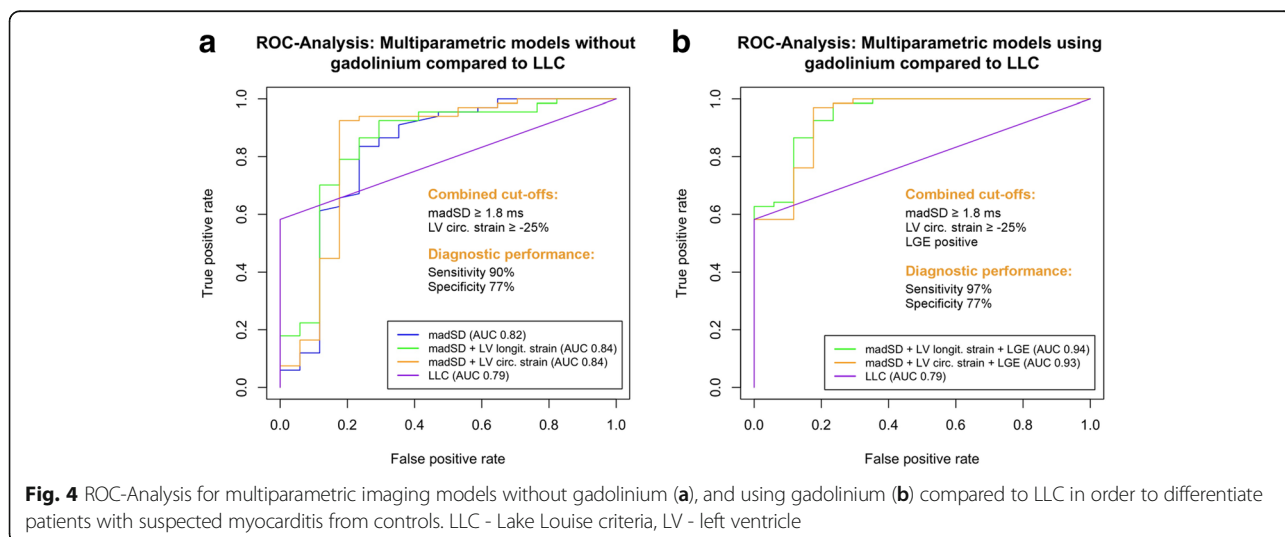 a
ROC-Analysis: Multiparametric models without
gadolinium compared to LLC
True positive rate
1.0
0.8
0.6
0.4
0.2
0.0
Combined cut-offs:
madSD ≥ 1.8 ms
LV circ. strain ≥ -25%
Diagnostic performance:
Sensitivity 90%
Specificity 77%
madSD (AUC 0.82)
madSD + LV longit. strain (AUC 0.84)
madSD + LV circ. strain (AUC 0.84)
LLC (AUC 0.79)
0.0 0.2 0.4 0.6 0.8 1.0
False positive rate
b
ROC-Analysis: Multiparametric models using
gadolinium compared to LLC
True positive rate
1.0
0.8
0.6
0.4
0.2
0.0
Combined cut-offs:
madSD ≥ 1.8 ms
LV circ. strain ≥ -25%
LGE positive
Diagnostic performance:
Sensitivity 97%
Specificity 77%
madSD + LV longit. strain + LGE (AUC 0.94)
madSD + LV circ. strain + LGE (AUC 0.93)
LLC (AUC 0.79)
0.0 0.2 0.4 0.6 0.8 1.0
False positive rate
Fig. 4 ROC-Analysis for multiparametric imaging models without gadolinium (a), and using gadolinium (b) compared to LLC in order to differentiate
patients with suspected myocarditis from controls. LLC - Lake Louise criteria, LV - left ventricle